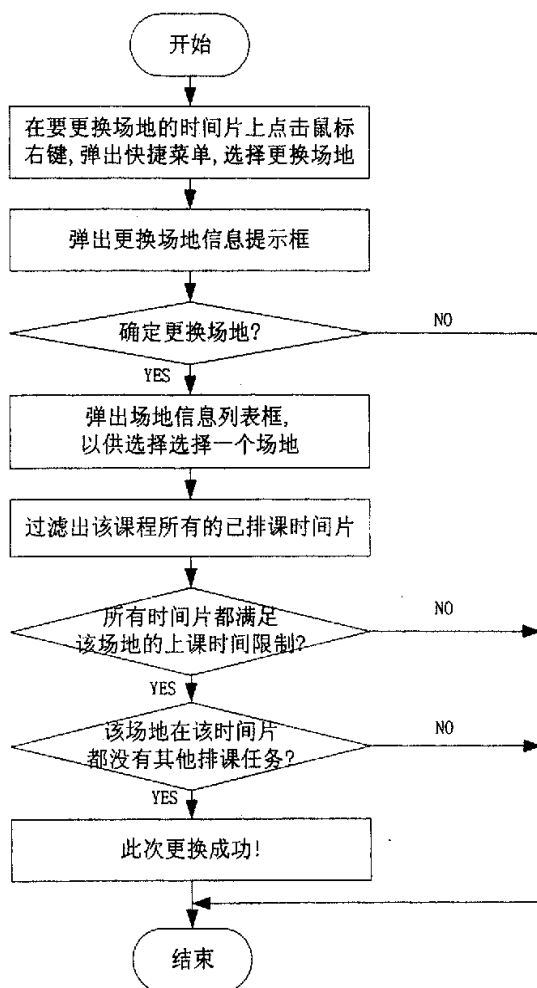 开始
在要更换场地的时间片上点击鼠标
右键,弹出快捷菜单,选择更换场地
弹出更换场地信息提示框
确定更换场地?
NO
YES
弹出场地信息列表框,
以供选择选择一个场地
过滤出该课程所有的已排课时间片
所有时间片都满足
该场地的上课时间限制?
NO
YES
该场地在该时间片
都没有其他排课任务?
NO
YES
此次更换成功!
结束